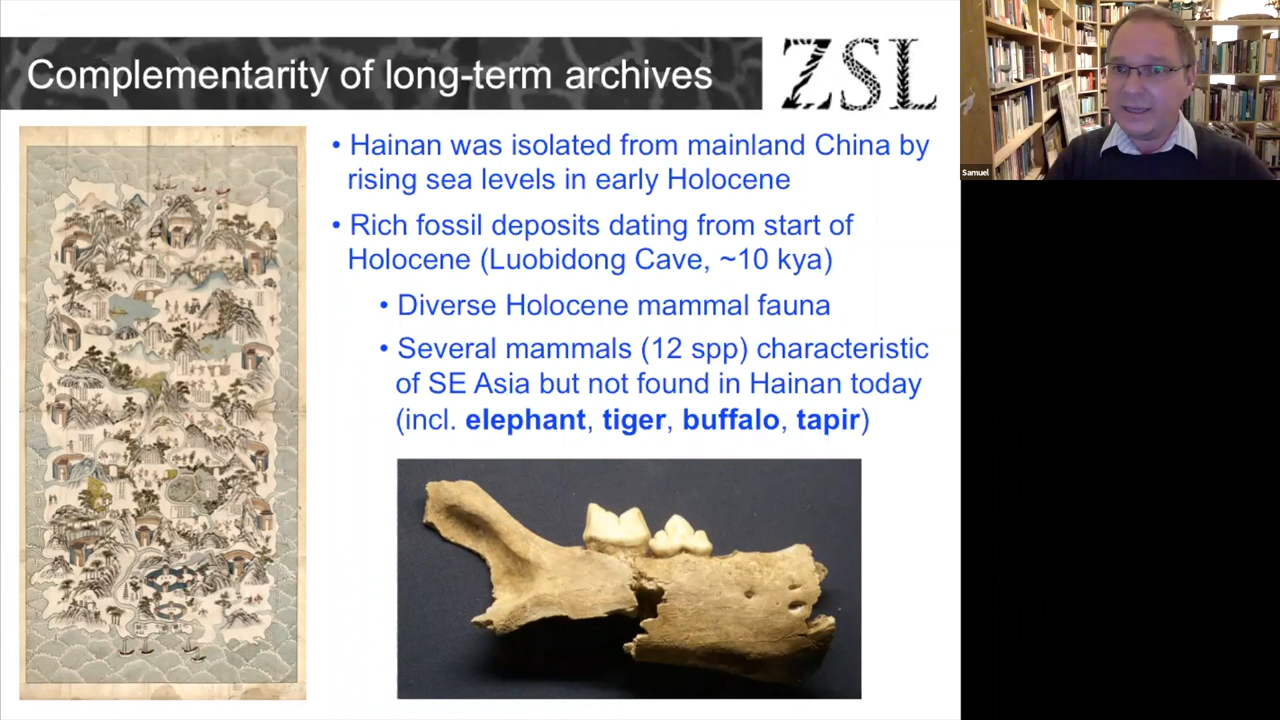 Complementarity of long-term archives
ZSL
• Hainan was isolated from mainland China by
rising sea levels in early Holocene
• Rich fossil deposits dating from start of
Holocene (Luobidong Cave, ~10 kya)
• Diverse Holocene mammal fauna
• Several mammals (12 spp) characteristic
of SE Asia but not found in Hainan today
(incl. elephant, tiger, buffalo, tapir)
Samuel